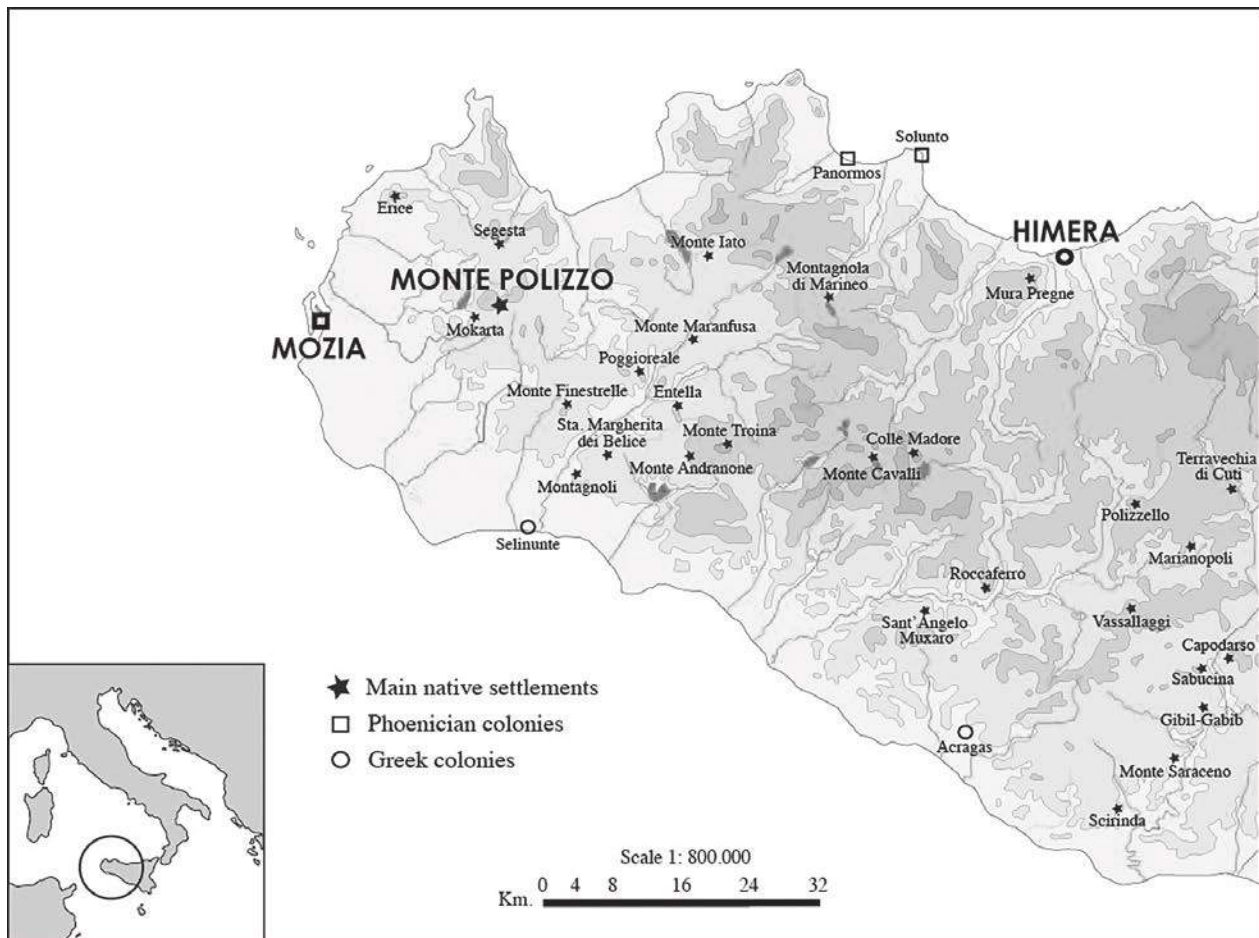 Solunto
Panormos
Erice
Segesta
Monte Iato
HIMERA
MONTE POLIZZO
Montagnola
di Marineo
Mura Pregne
Mokarta
MOZIA
Monte Maranfusa
Poggioreale
Monte Finestrelle
Entella
Sta. Margherita
dei Belice
Monte Troina
Colle Madore
Monte Andranone
Monte Cavalli
Montagnoli
Terravechia
di Cuti
Polizzello
Selinunte
Marianopoli
Roccaferro
Sant'Angelo
Muxaro
Vassallaggi
Capodarso
Sabucina
Gibil-Gabib
Acragas
Monte Saraceno
Scirinda
Main native settlements
Phoenician colonies
Greek colonies
Scale 1: 800.000
Km. 0 4 8 16 24 32